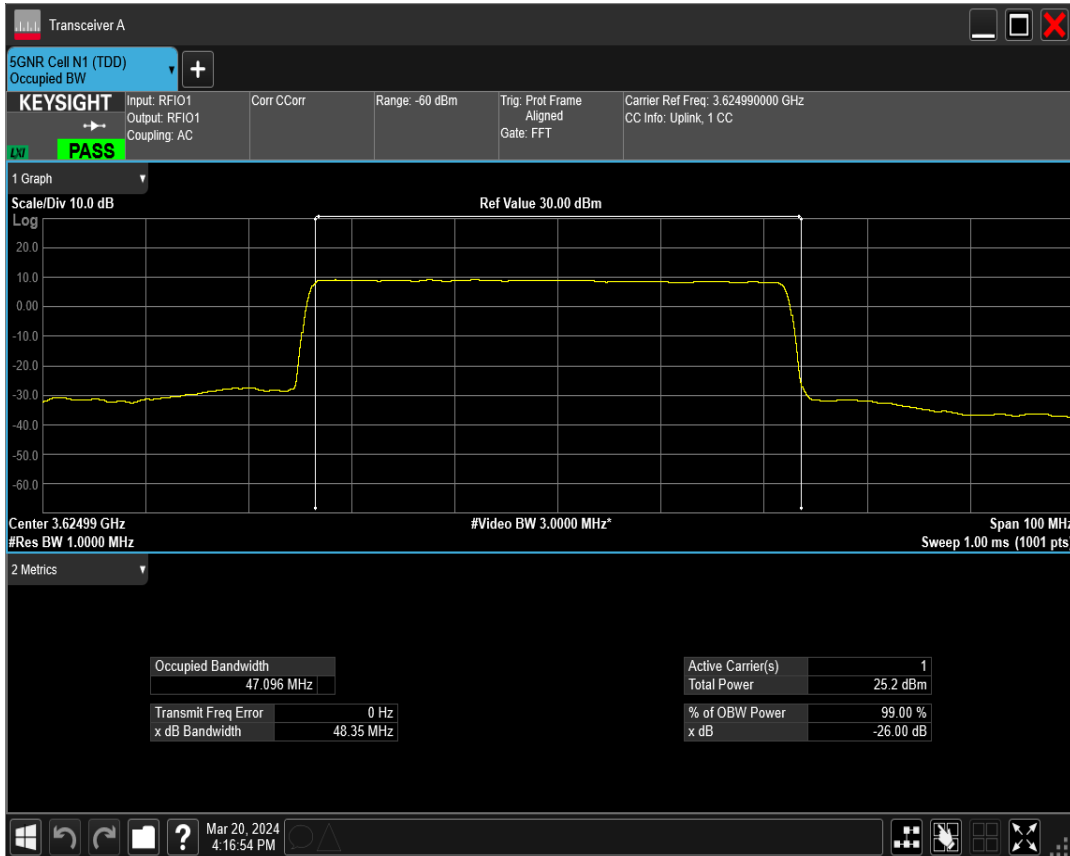 Transceiver A
5GNR Cell N1 (TDD)
Occupied BW
+
KEYSIGHT
LXI
PASS
Input: RFIO1
Output: RFIO1
Coupling: AC
Corr CCorr
Range: -60 dBm
Trig: Prot Frame
Aligned
Gate: FFT
Carrier Ref Freq: 3.624990000 GHz
CC Info: Uplink, 1 CC
1 Graph
Scale/Div 10.0 dB
Ref Value 30.00 dBm
Log
20.0
10.0
0.00
-10.0
-20.0
-30.0
-40.0
-50.0
-60.0
Center 3.62499 GHz
#Video BW 3.0000 MHz*
Span 100 MHz
#Res BW 1.0000 MHz
Sweep 1.00 ms (1001 pts)
2 Metrics
Occupied Bandwidth
47.096 MHz
Transmit Freq Error 0 Hz
x dB Bandwidth 48.35 MHz
Active Carrier(s) 1
Total Power 25.2 dBm
% of OBW Power 99.00 %
x dB -26.00 dB
?
Mar 20, 2024
4:16:54 PM